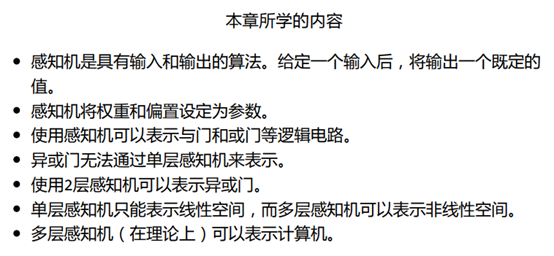 本章所学的内容
• 感知机是具有输入和输出的算法。给定一个输入后，将输出一个既定的
值。
• 感知机将权重和偏置设定为参数。
• 使用感知机可以表示与门和或门等逻辑电路。
• 异或门无法通过单层感知机来表示。
• 使用2层感知机可以表示异或门。
• 单层感知机只能表示线性空间，而多层感知机可以表示非线性空间。
• 多层感知机（在理论上）可以表示计算机。